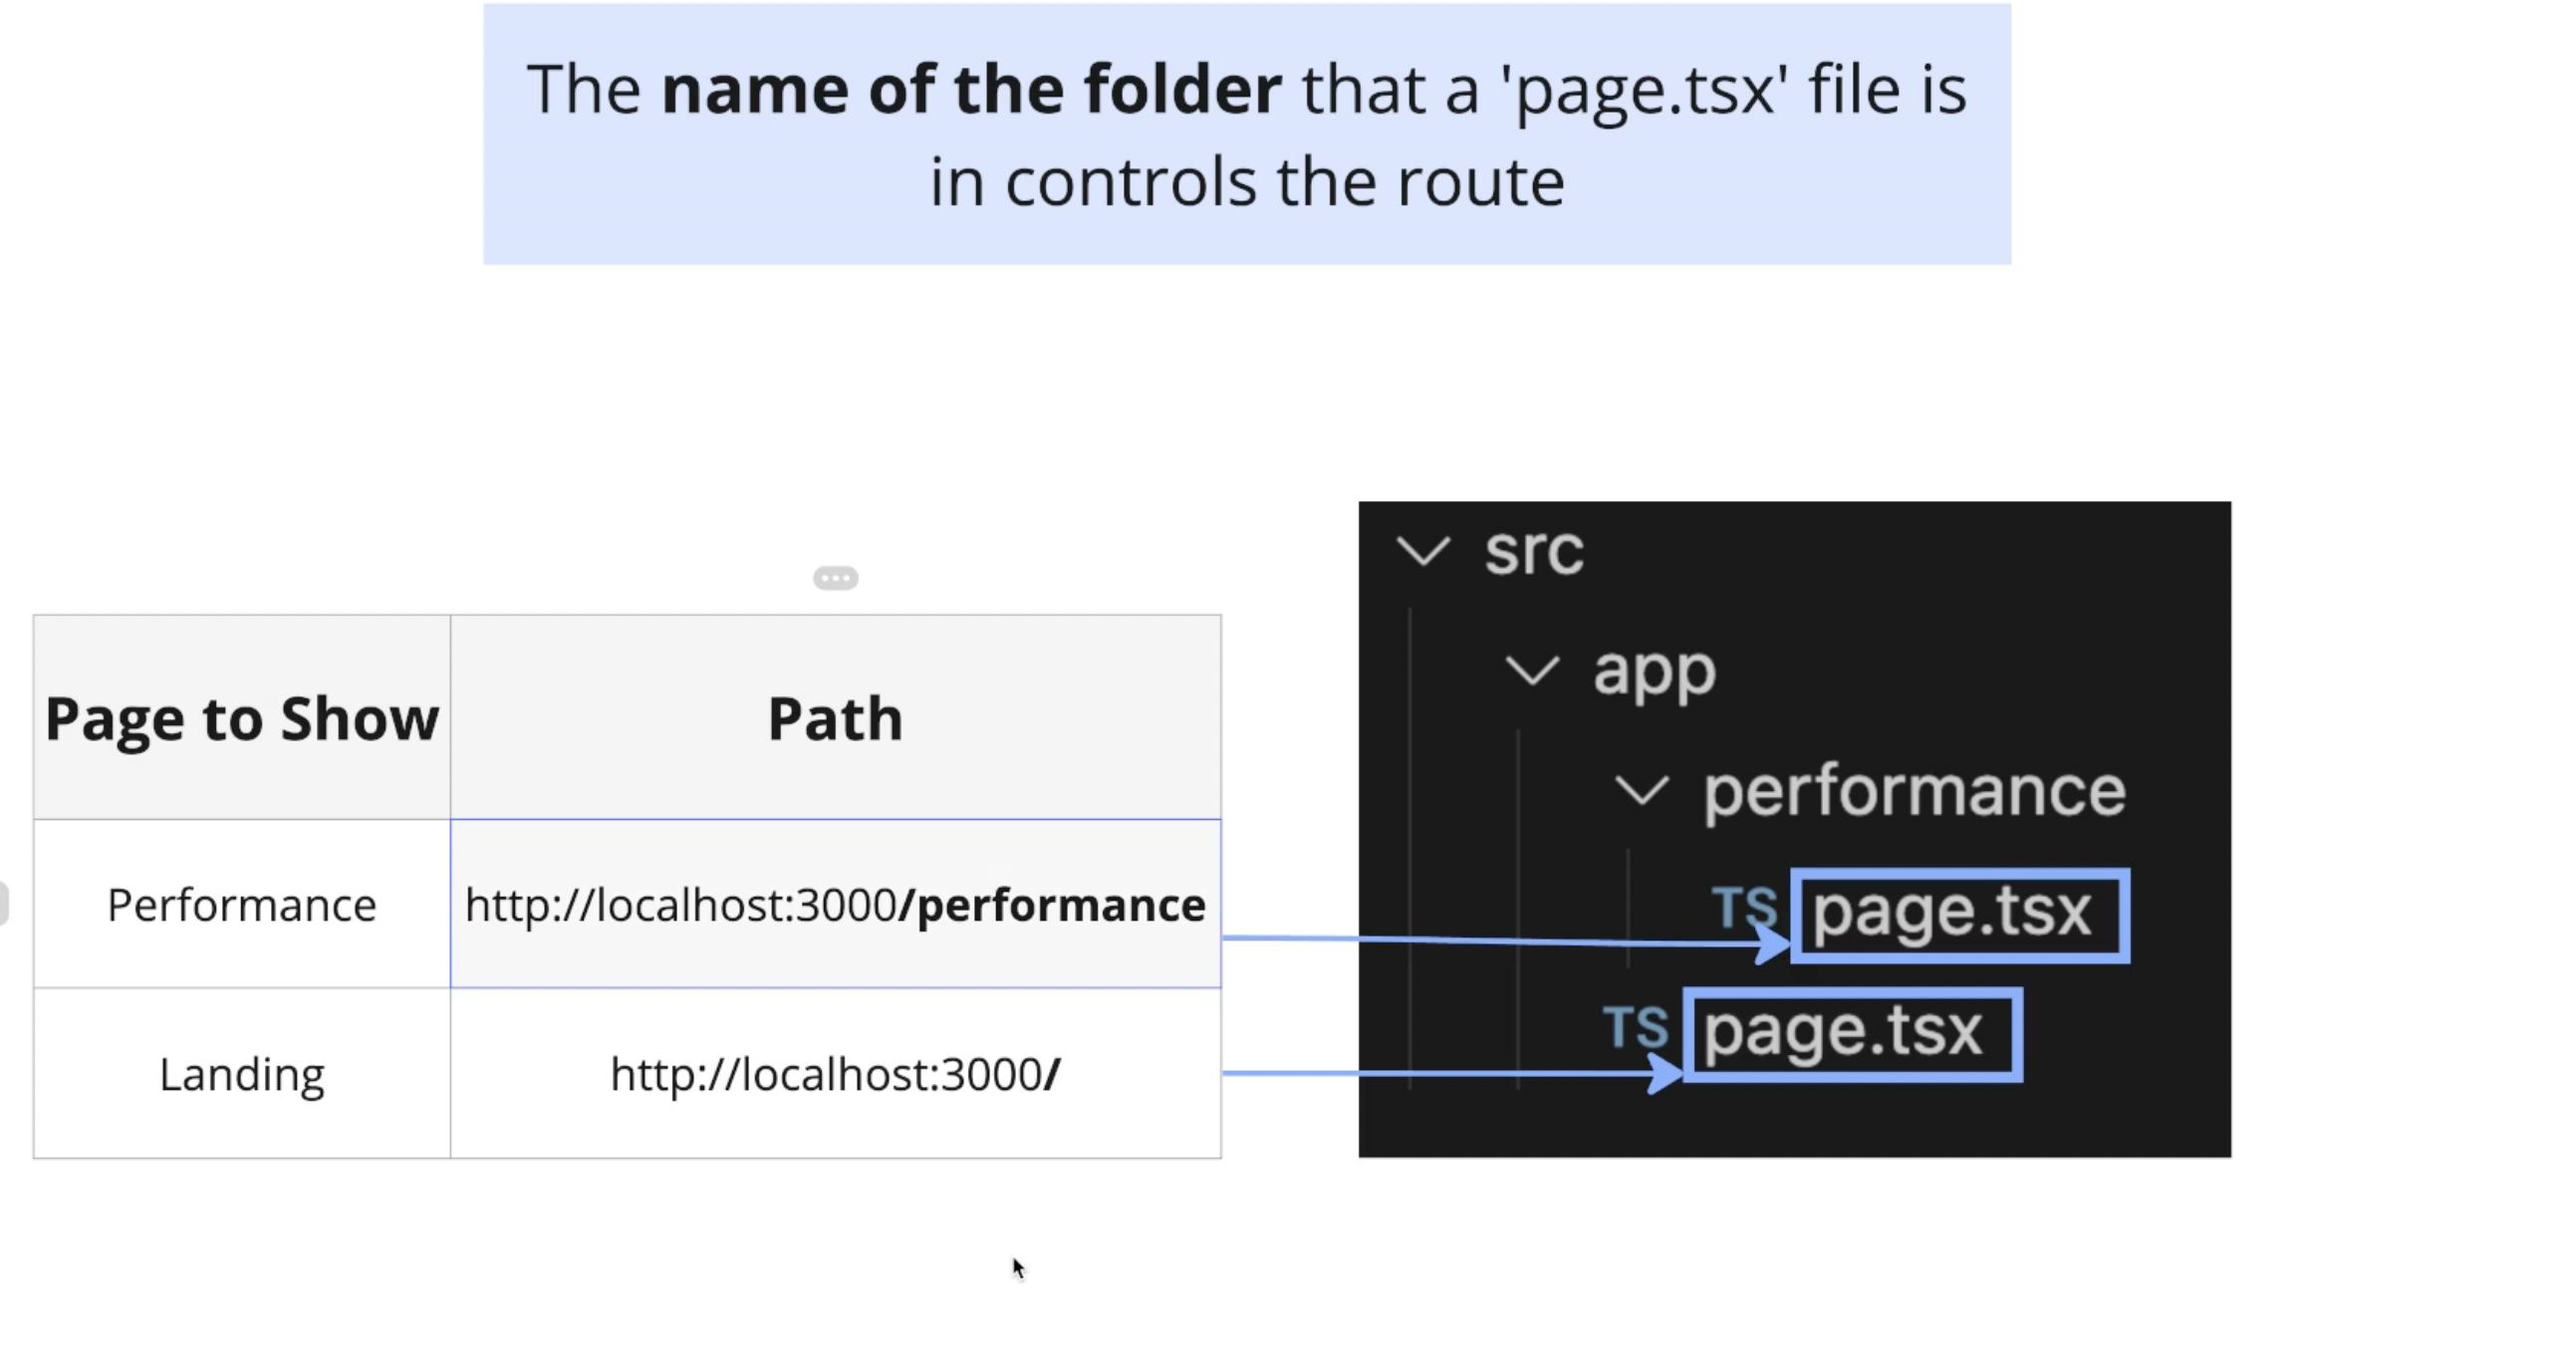 The name of the folder that a 'page.tsx' file is
in controls the route
Page to Show
Path
Performance
http://localhost:3000/performance
Landing
http://localhost:3000/
src
app
performance
TS page.tsx
TS page.tsx